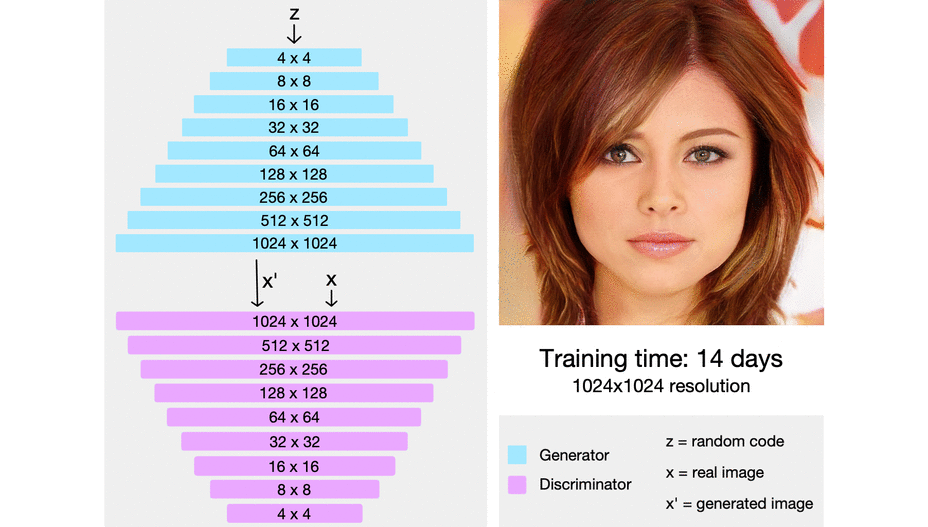 z
4 x 4
8 x 8
16 x 16
32 x 32
64 x 64
128 x 128
256 x 256
512 x 512
1024 x 1024
x'
x
1024 x 1024
512 x 512
256 x 256
128 x 128
64 x 64
32 x 32
16 x 16
8 x 8
4 x 4
Training time: 14 days
1024x1024 resolution
Generator
Discriminator
z = random code
x = real image
x' = generated image